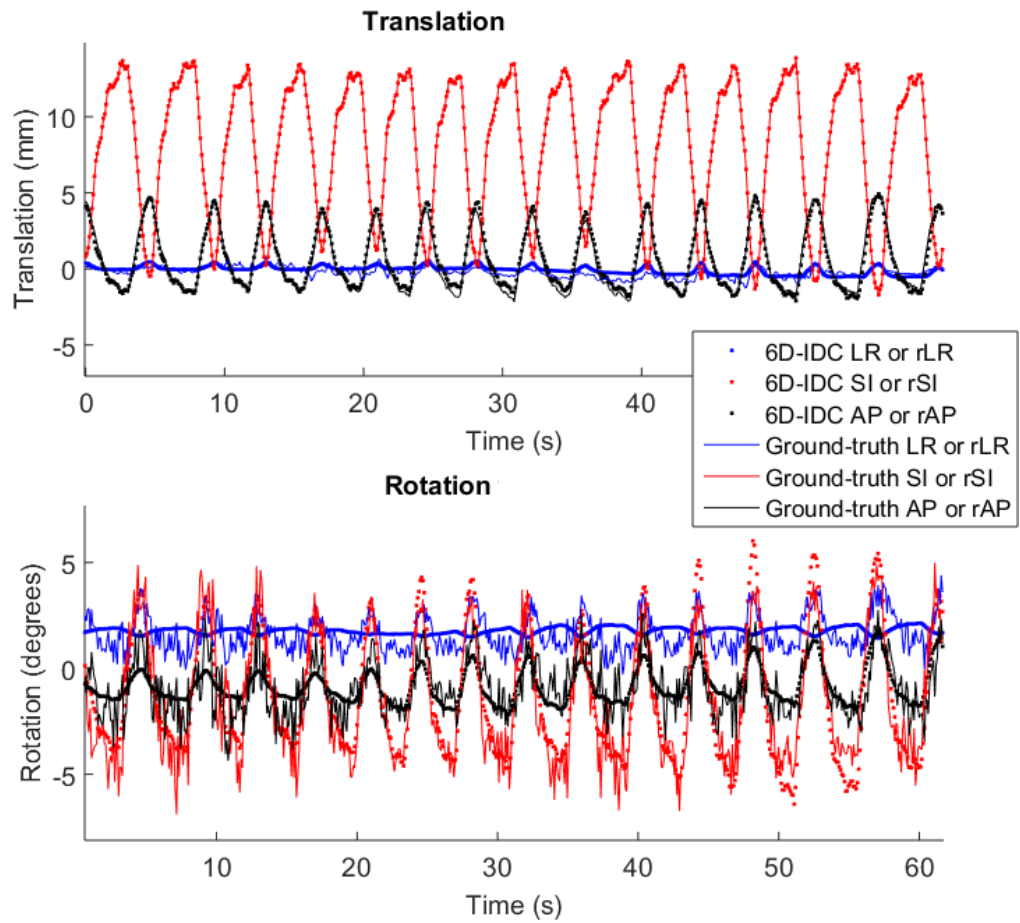 Translation
Translation (mm)
10
5
0
-5
0
10
20
30
40
Time (s)
6D-IDC LR or rLR
6D-IDC SI or rSI
6D-IDC AP or rAP
Ground-truth LR or rLR
Ground-truth SI or rSI
Ground-truth AP or rAP
Rotation
Rotation (degrees)
5
0
-5
10
20
30
40
50
60
Time (s)